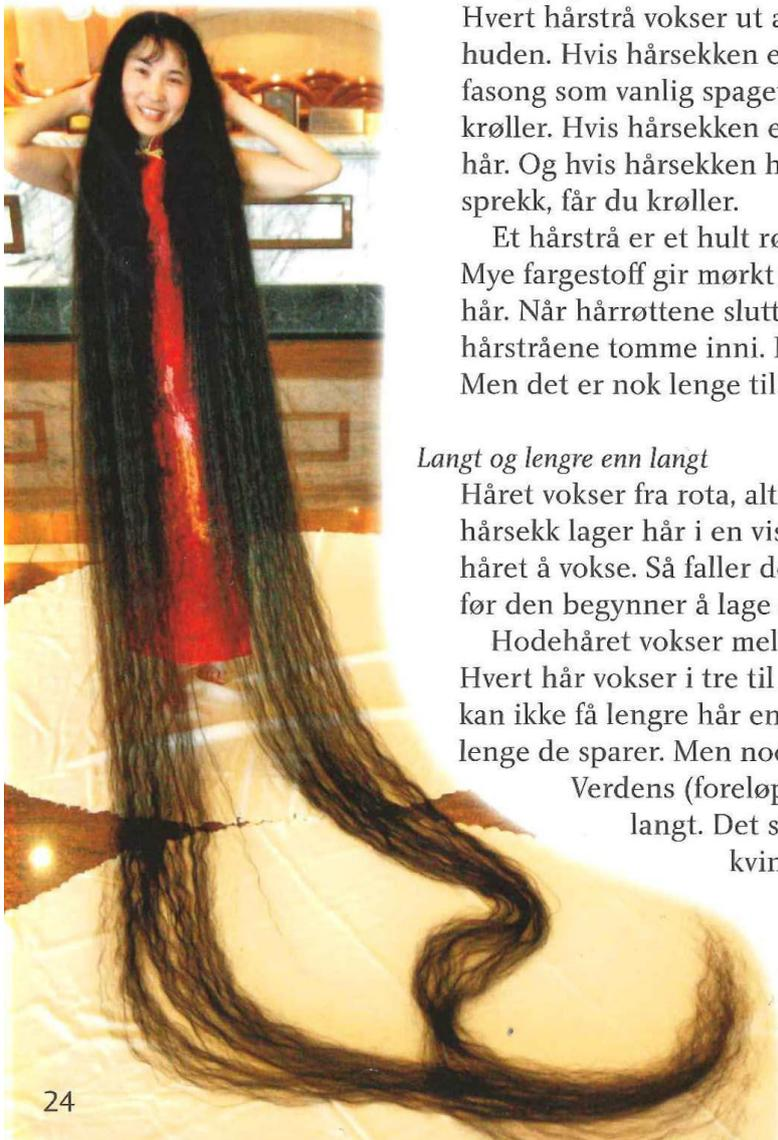 Hvert hårstrå vokser ut a
huden. Hvis hårsekken e
fasong som vanlig spaget
krøller. Hvis hårsekken e
hår. Og hvis hårsekken h
sprekk, får du krøller.
Et hårstrå er et hult rø
Mye fargestoff gir mørkt
hår. Når hårrøttene slutt
hårstråene tomme inni.
Men det er nok lenge til
Langt og lengre enn langt
Håret vokser fra rota, alt
hårsekk lager hår i en vis
håret å vokse. Så faller de
før den begynner å lage
Hodehåret vokser mel
Hvert hår vokser i tre til
kan ikke få lengre hår en
lenge de sparer. Men noe
Verdens (foreløp
langt. Det s
kvin
24